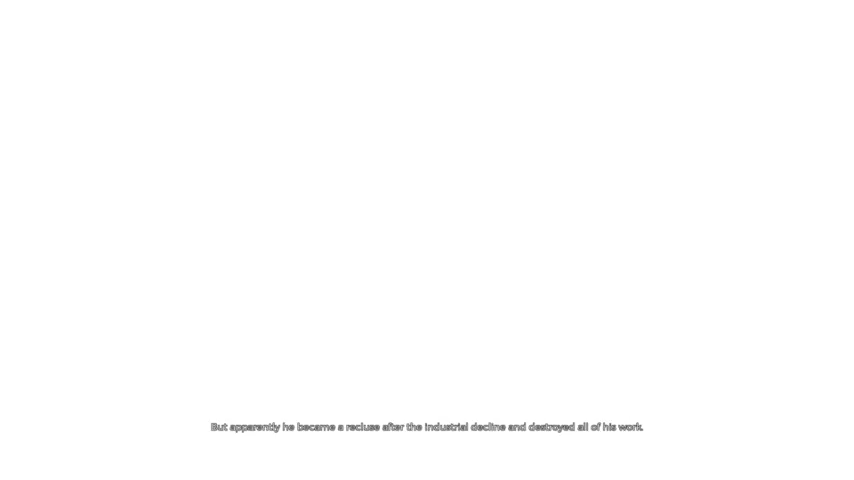 But apparently he became a recluse after the industrial decline and destroyed all of his work.